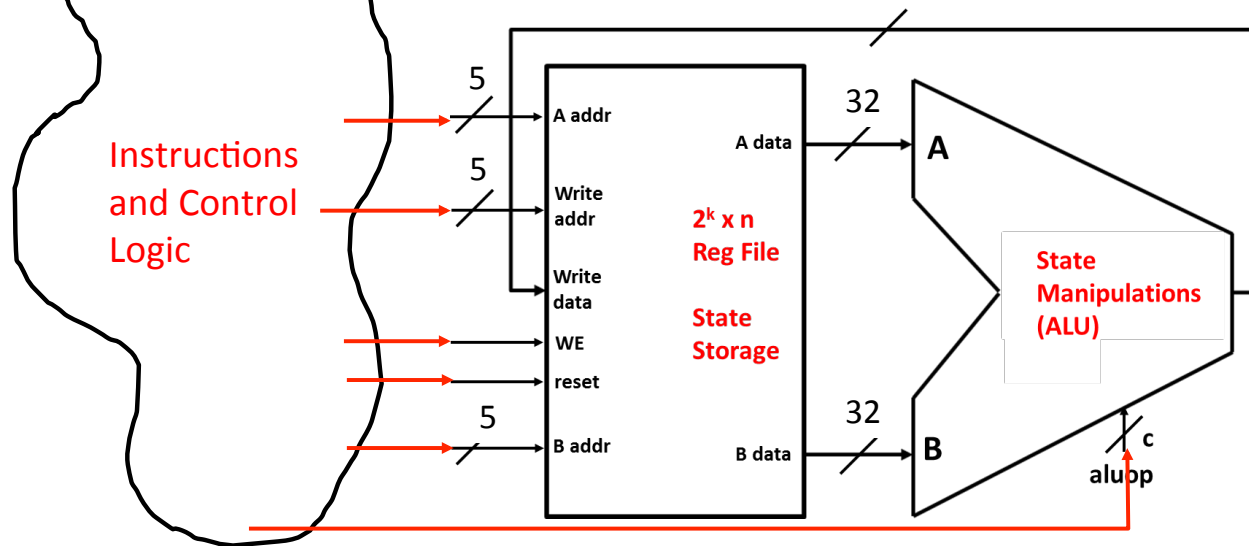 Instructions
and Control
Logic
5
A addr
5
Write
addr
Write
data
WE
reset
5
B addr
A data
2ᵏ x n
Reg File
State
Storage
B data
32
A
32
B
State
Manipulations
(ALU)
c
aluop